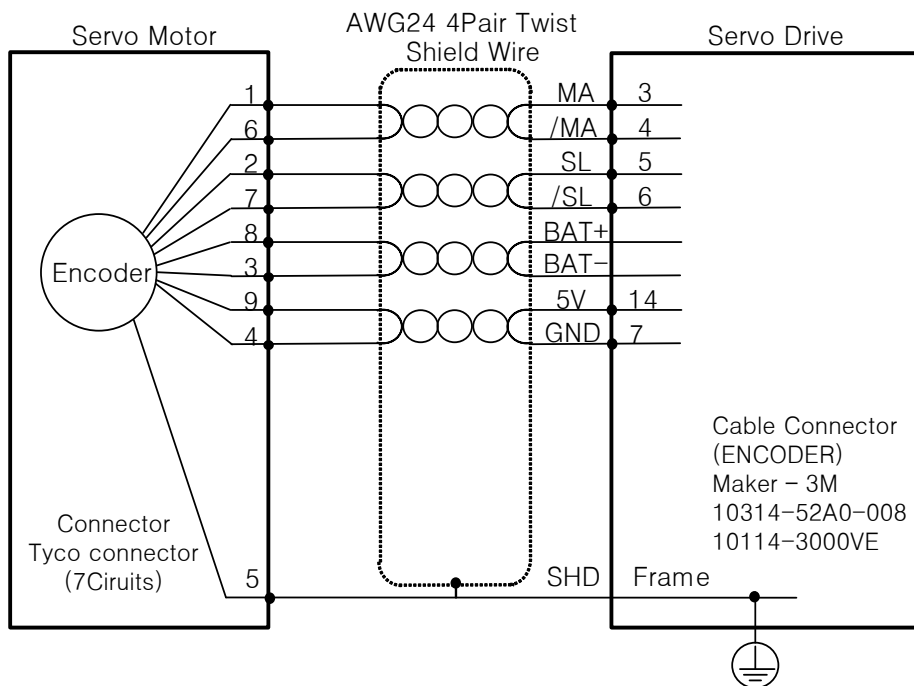 AWG24 4Pair Twist
Shield Wire
Servo Motor
Servo Drive
1 MA 3
6 /MA 4
2 SL 5
7 /SL 6
8 BAT+
Encoder
3 BAT-
9 5V 14
4 GND 7
Cable Connector
(ENCODER)
Maker - 3M
10314-52A0-008
10114-3000VE
Connector
Tyco connector
(7Ciruits)
5 SHD Frame